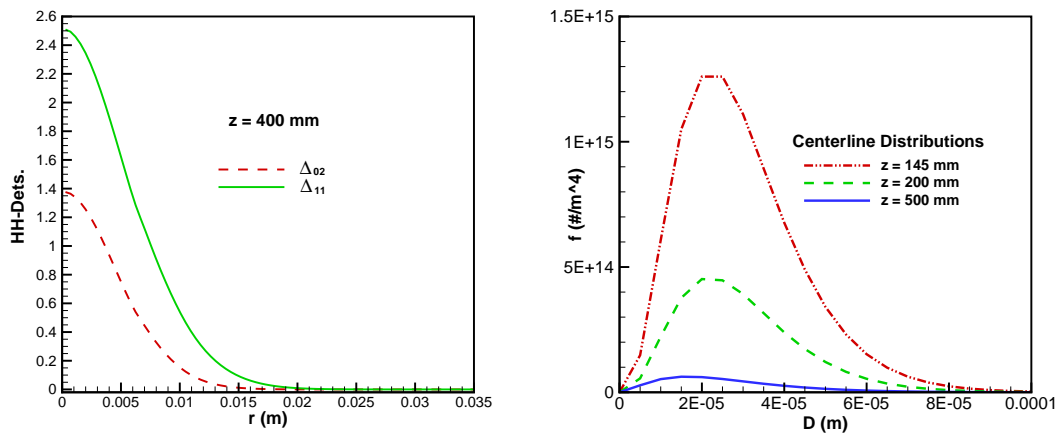 2.6
2.4
2.2
2
1.8
1.6
1.4
1.2
1
0.8
0.6
0.4
0.2
0
HH-Dets.
z = 400 mm
Δ02
Δ11
0 0.005 0.01 0.015 0.02 0.025 0.03 0.035
r (m)
1.5E+15
1E+15
5E+14
0
f (#/m^4)
Centerline Distributions
z = 145 mm
z = 200 mm
z = 500 mm
0 2E-05 4E-05 6E-05 8E-05 0.0001
D (m)